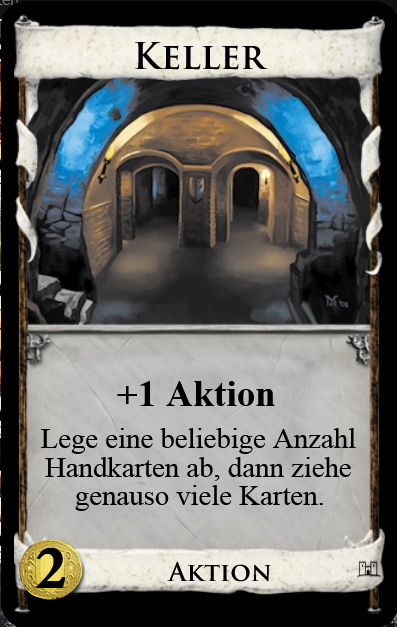 KELLER
+1 Aktion
Lege eine beliebige Anzahl
Handkarten ab, dann ziehe
genauso viele Karten.
2
AKTION